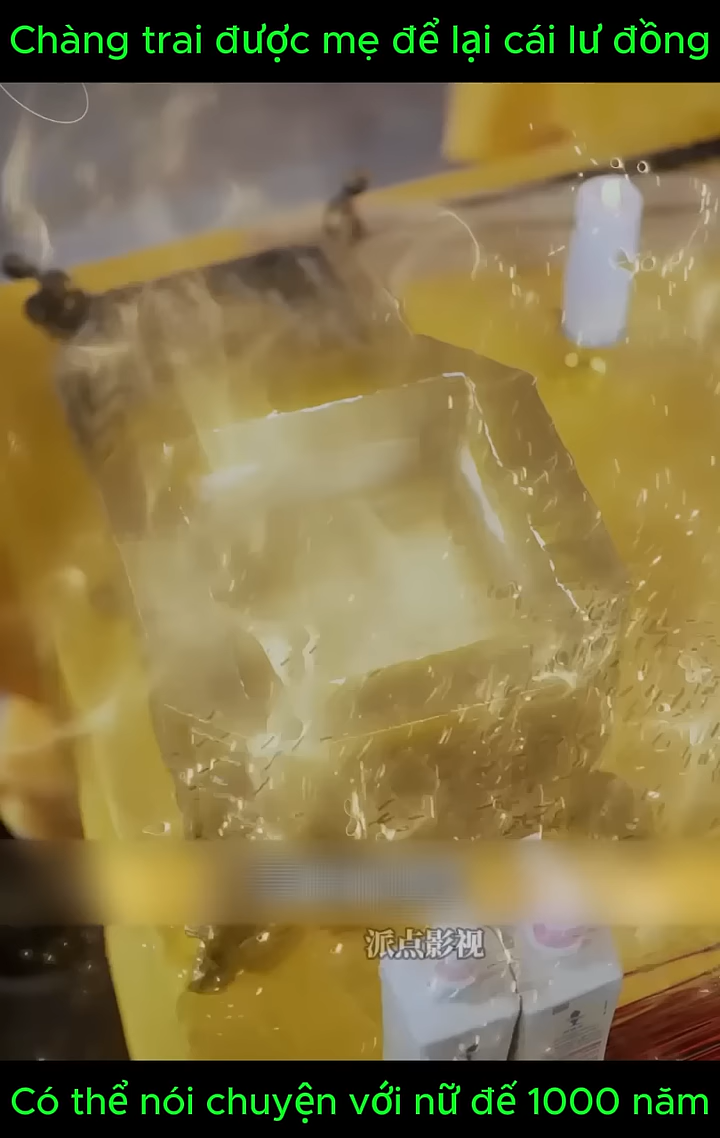 Chàng trai được mẹ để lại cái lư đồng
派点影视
Có thể nói chuyện với nữ đế 1000 năm